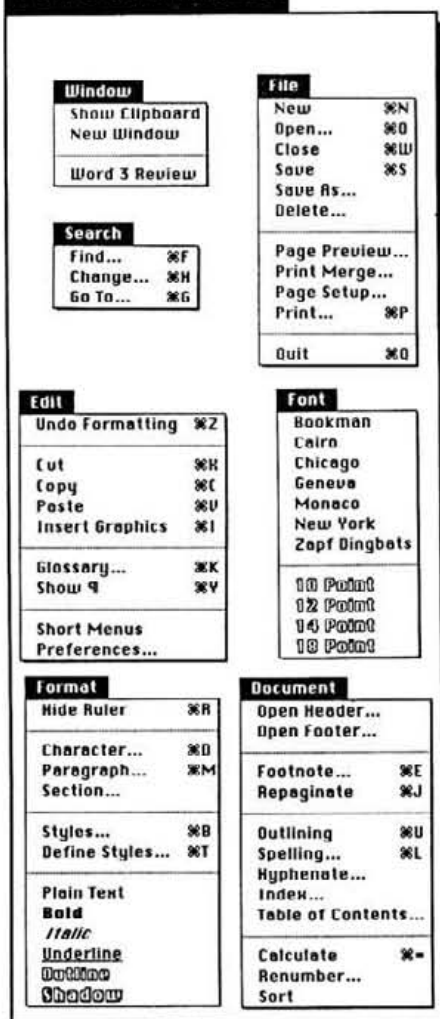 Window
Show Clipboard
New Window
Word 3 Review
File
New ⌘N
Open... ⌘O
Close ⌘W
Save ⌘S
Save As...
Delete...
Page Preview...
Print Merge...
Page Setup...
Print... ⌘P
Quit ⌘Q
Search
Find... ⌘F
Change... ⌘H
Go To... ⌘G
Edit
Undo Formatting ⌘Z
Cut ⌘X
Copy ⌘C
Paste ⌘V
Insert Graphics ⌘I
Glossary... ⌘K
Show ¶ ⌘Y
Short Menus
Preferences...
Font
Bookman
Cairo
Chicago
Geneva
Monaco
New York
Zapf Dingbats
10 Point
12 Point
14 Point
18 Point
Format
Hide Ruler ⌘R
Character... ⌘D
Paragraph... ⌘M
Section...
Styles... ⌘B
Define Styles... ⌘T
Plain Text
Bold
Italic
Underline
Outline
Shadow
Document
Open Header...
Open Footer...
Footnote... ⌘E
Repaginate ⌘J
Outlining ⌘U
Spelling... ⌘L
Hyphenate...
Index...
Table of Contents...
Calculate ⌘=
Renumber...
Sort